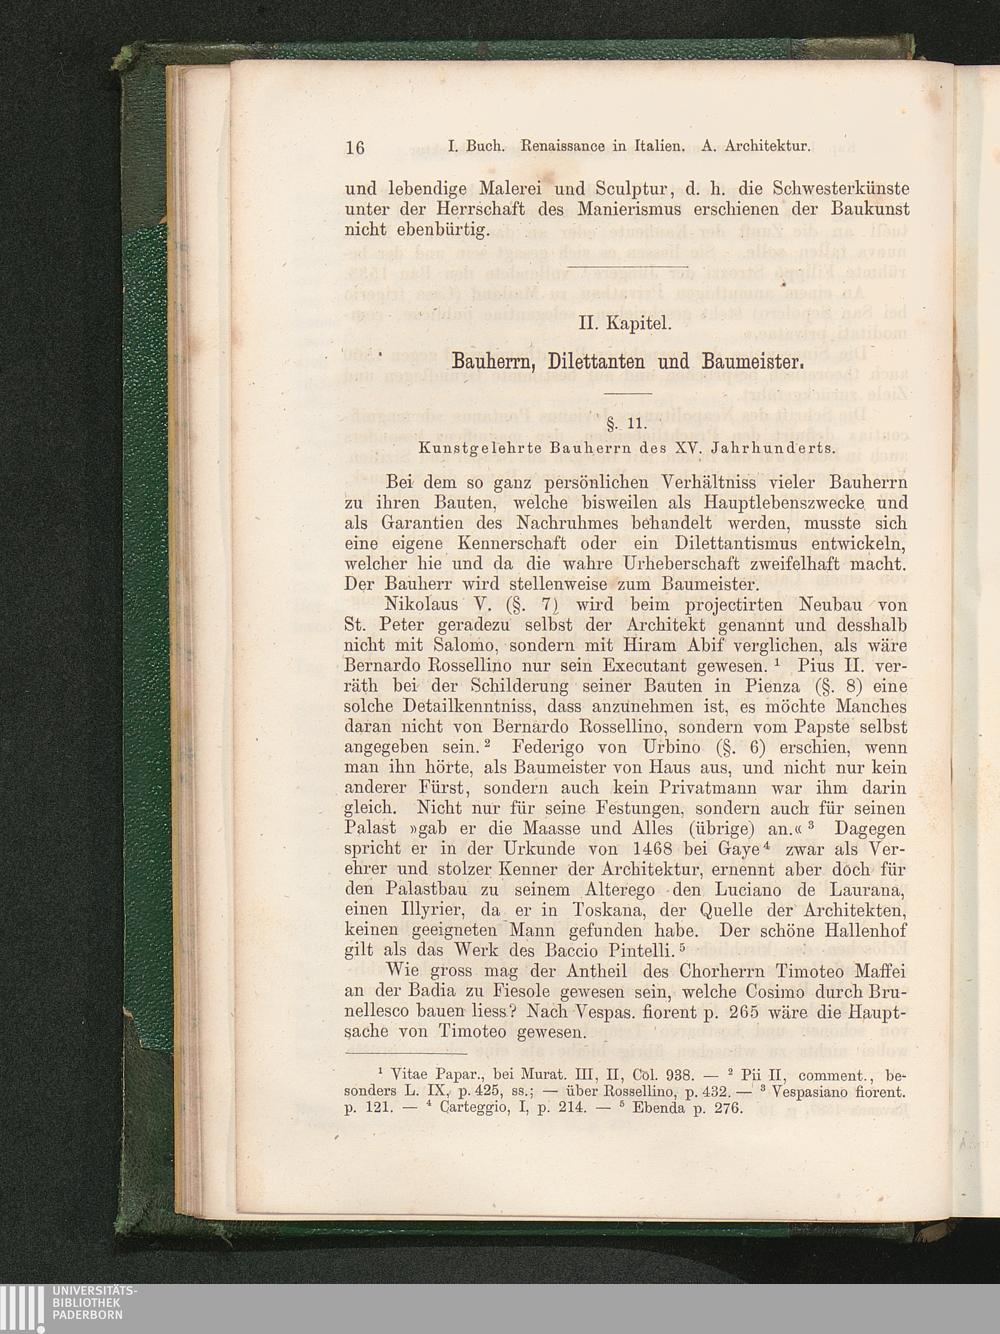 16 I. Buch. Renaissance in Italien. A. Architektur.
und lebendige Malerei und Sculptur, d. h. die Schwesterkünste
unter der Herrschaft des Manierismus erschienen der Baukunst
nicht ebenbürtig.
II. Kapitel.
Bauherrn, Dilettanten und Baumeister.
§. 11.
Kunstgelehrte Bauherrn des XV. Jahrhunderts.
Bei dem so ganz persönlichen Verhältniss vieler Bauherrn
zu ihren Bauten, welche bisweilen als Hauptlebenszwecke und
als Garantien des Nachruhmes behandelt werden, musste sich
eine eigene Kennerschaft oder ein Dilettantismus entwickeln,
welcher hie und da die wahre Urheberschaft zweifelhaft macht.
Der Bauherr wird stellenweise zum Baumeister.
Nikolaus V. (§. 7) wird beim projectirten Neubau von
St. Peter geradezu selbst der Architekt genannt und desshalb
nicht mit Salomo, sondern mit Hiram Abif verglichen, als wäre
Bernardo Rossellino nur sein Executant gewesen. ¹ Pius II. ver-
räth bei der Schilderung seiner Bauten in Pienza (§. 8) eine
solche Detailkenntniss, dass anzunehmen ist, es möchte Manches
daran nicht von Bernardo Rossellino, sondern vom Papste selbst
angegeben sein. ² Federigo von Urbino (§. 6) erschien, wenn
man ihn hörte, als Baumeister von Haus aus, und nicht nur kein
anderer Fürst, sondern auch kein Privatmann war ihm darin
gleich. Nicht nur für seine Festungen, sondern auch für seinen
Palast »gab er die Maasse und Alles (übrige) an.« ³ Dagegen
spricht er in der Urkunde von 1468 bei Gaye ⁴ zwar als Ver-
ehrer und stolzer Kenner der Architektur, ernennt aber doch für
den Palastbau zu seinem Alterego den Luciano de Laurana,
einen Illyrier, da er in Toskana, der Quelle der Architekten,
keinen geeigneten Mann gefunden habe. Der schöne Hallenhof
gilt als das Werk des Baccio Pintelli. ⁵
Wie gross mag der Antheil des Chorherrn Timoteo Maffei
an der Badia zu Fiesole gewesen sein, welche Cosimo durch Bru-
nellesco bauen liess? Nach Vespas. fiorent p. 265 wäre die Haupt-
sache von Timoteo gewesen.
¹ Vitae Papar., bei Murat. III, II, Col. 938. — ² Pii II, comment., be-
sonders L. IX, p. 425, ss.; — über Rossellino, p. 432. — ³ Vespasiano fiorent.
p. 121. — ⁴ Carteggio, I, p. 214. — ⁵ Ebenda p. 276.
UNIVERSITÄTS-
BIBLIOTHEK
PADERBORN